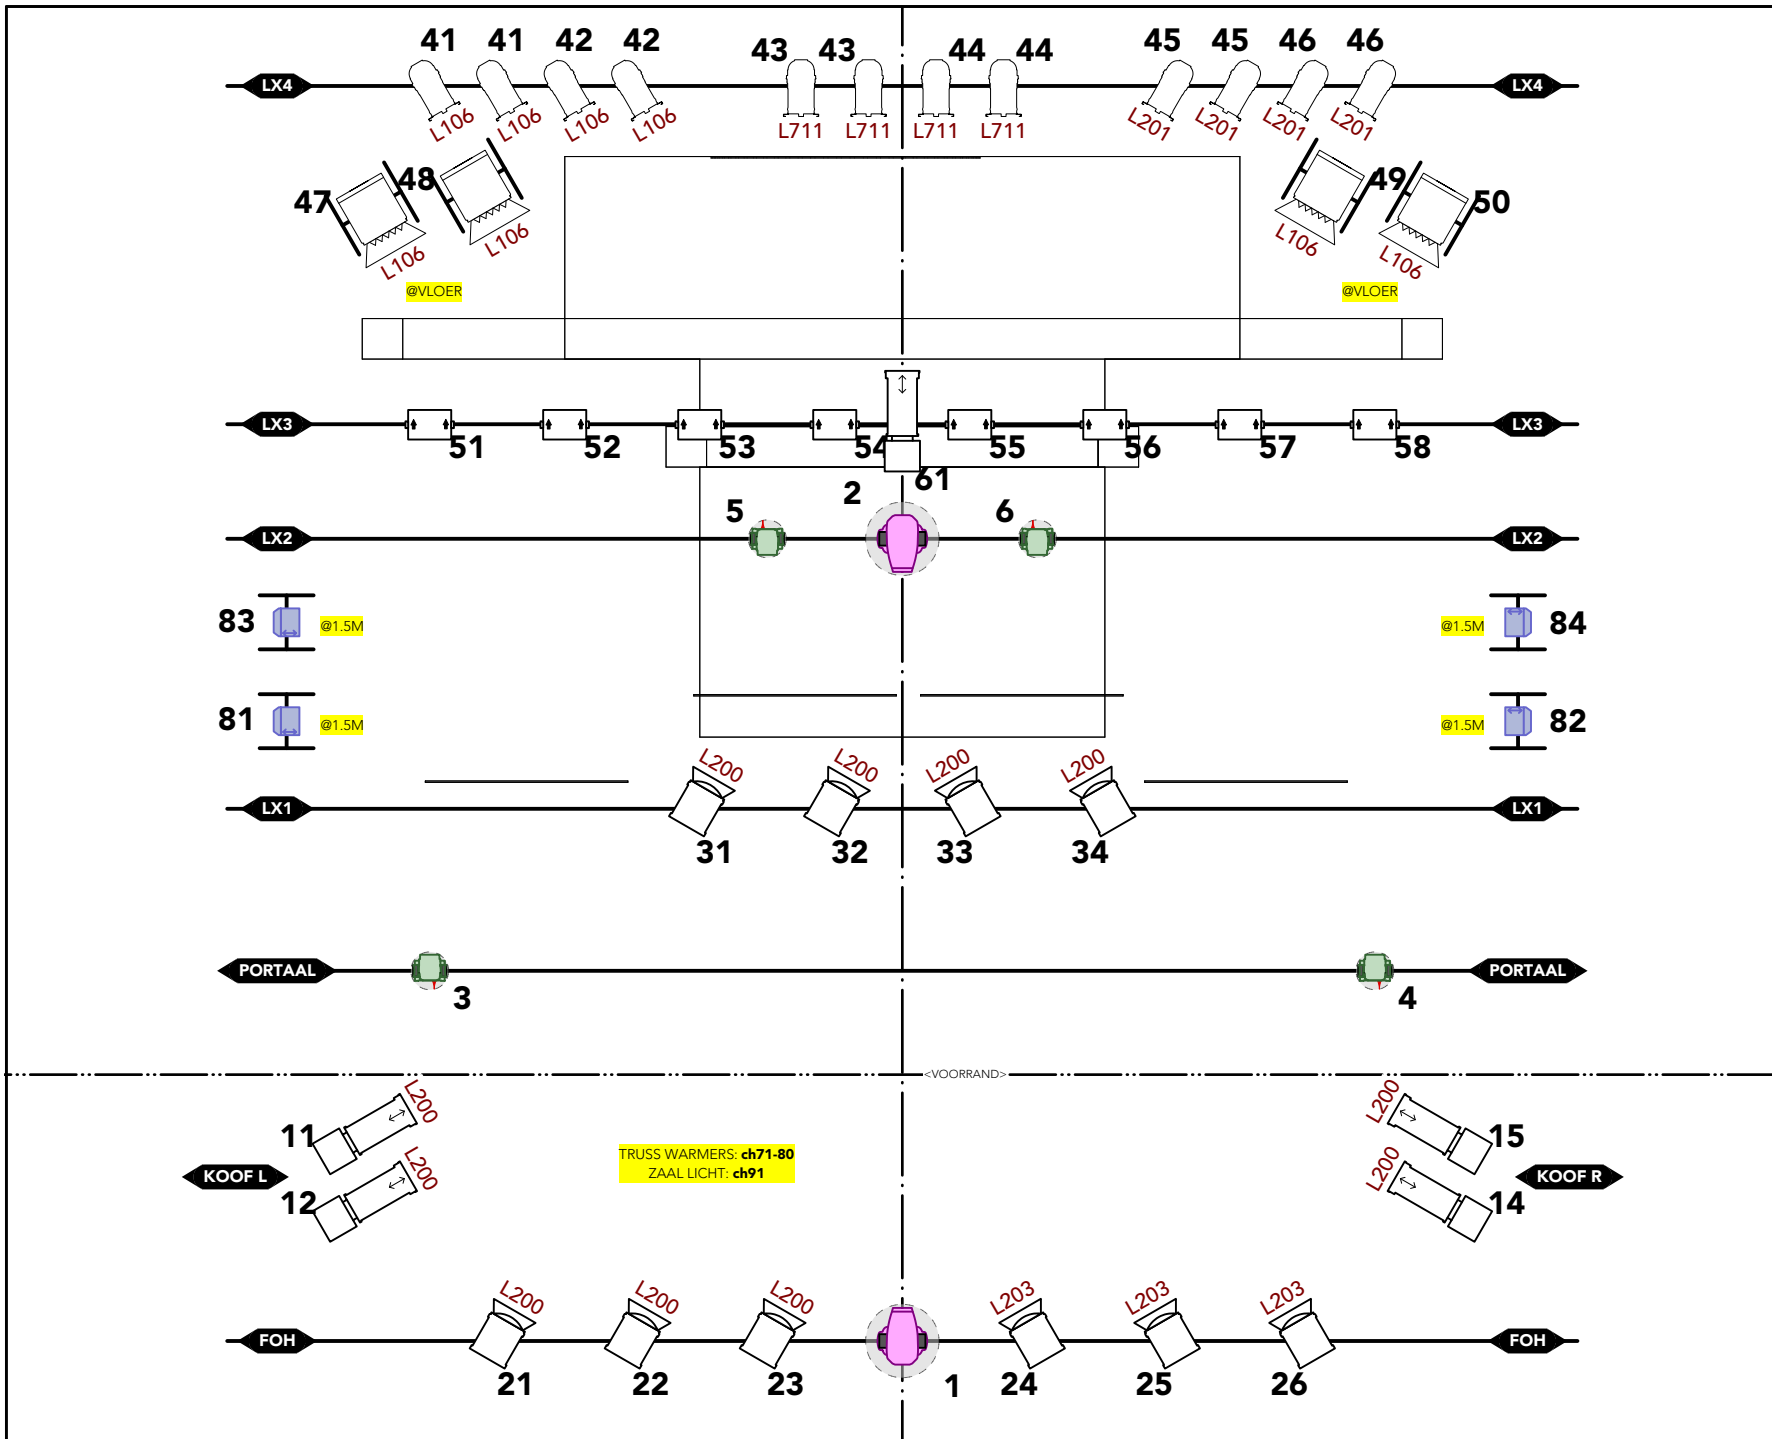 41 41 42 42 43 43 44 44 45 45 46 46
LX4 LX4
L106 L106 L106 L106 L711 L711 L711 L711 L201 L201 L201 L201
47 48 49 50
L106 L106 L106 L106
@VLOER @VLOER
LX3 LX3
51 52 53 54 55 56 57 58
61
2
5 6
LX2 LX2
83 @1.5M @1.5M 84
81 @1.5M @1.5M 82
L200 L200 L200 L200
LX1 LX1
31 32 33 34
PORTAAL PORTAAL
3 4
<VOORRAND>
L200 L200
11 15
TRUSS WARMERS: ch71-80
ZAAL LICHT: ch91
L200 L200
KOOF L KOOF R
12 14
L200 L200 L200 L203 L203 L203
FOH FOH
21 22 23 1 24 25 26